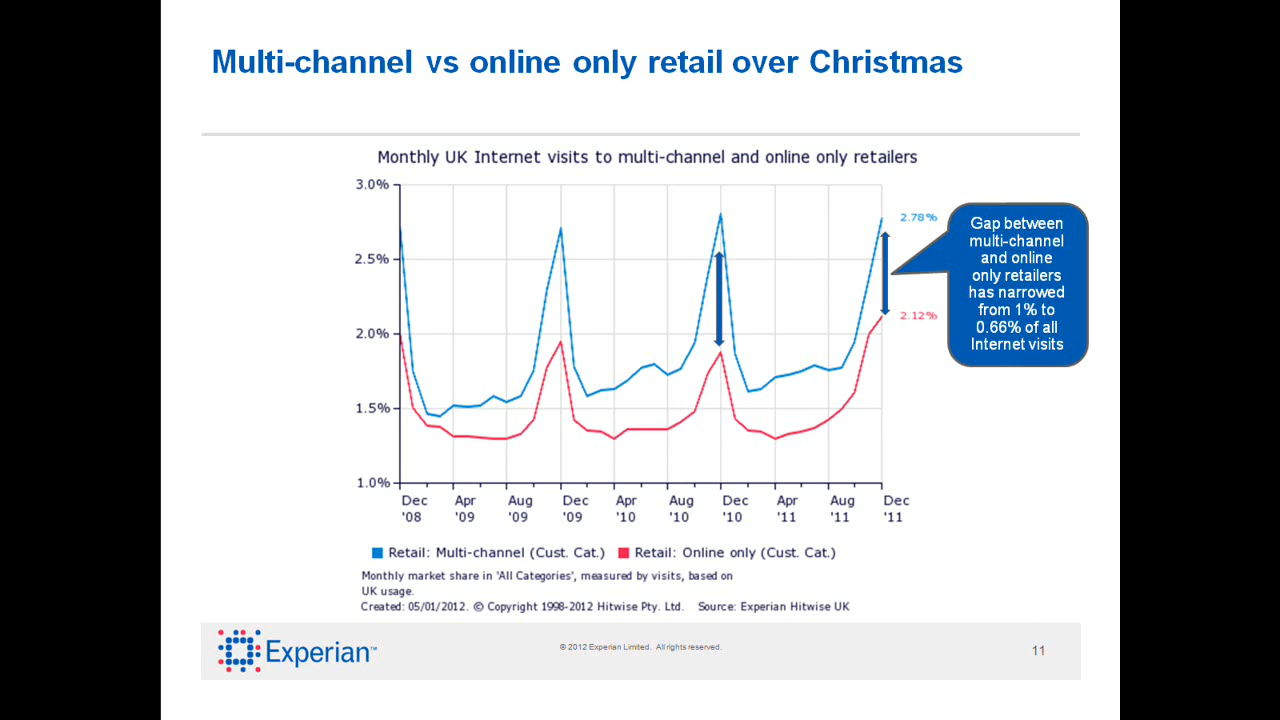 Multi-channel vs online only retail over Christmas
Monthly UK Internet visits to multi-channel and online only retailers
3.0%
2.5%
2.0%
1.5%
1.0%
2.78%
2.12%
Gap between
multi-channel
and online
only retailers
has narrowed
from 1% to
0.66% of all
Internet visits
Dec Apr Aug Dec Apr Aug Dec Apr Aug Dec
'08 '09 '09 '09 '10 '10 '10 '11 '11 '11
Retail: Multi-channel (Cust. Cat.) Retail: Online only (Cust. Cat.)
Monthly market share in 'All Categories', measured by visits, based on
UK usage.
Created: 05/01/2012. © Copyright 1998-2012 Hitwise Pty. Ltd. Source: Experian Hitwise UK
Experian™
© 2012 Experian Limited. All rights reserved.
11